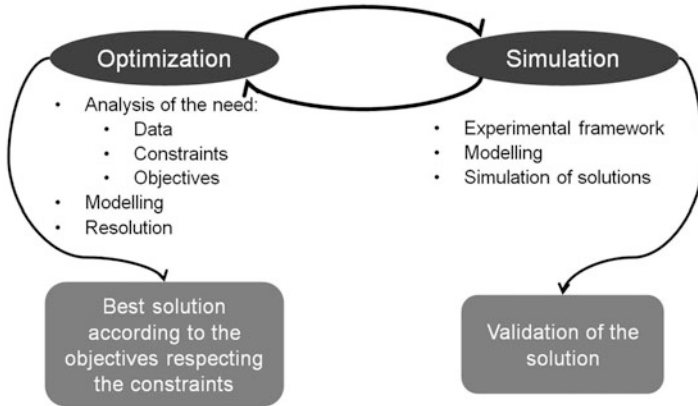 Optimization
Simulation
• Analysis of the need:
• Data
• Constraints
• Objectives
• Modelling
• Resolution
• Experimental framework
• Modelling
• Simulation of solutions
Best solution
according to the
objectives respecting
the constraints
Validation of the
solution